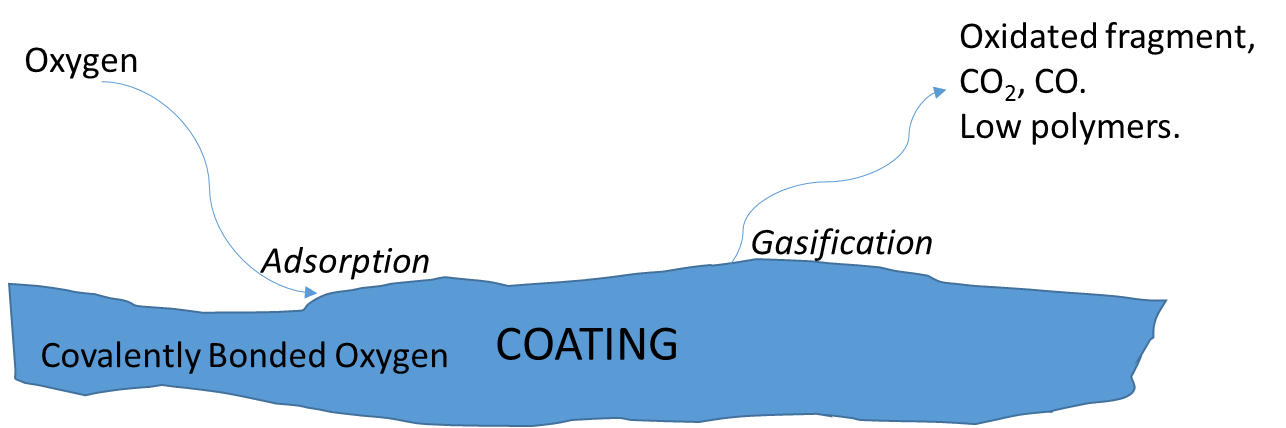 Oxygen
Oxidated fragment,
CO₂, CO.
Low polymers.
Adsorption
Gasification
Covalently Bonded Oxygen
COATING